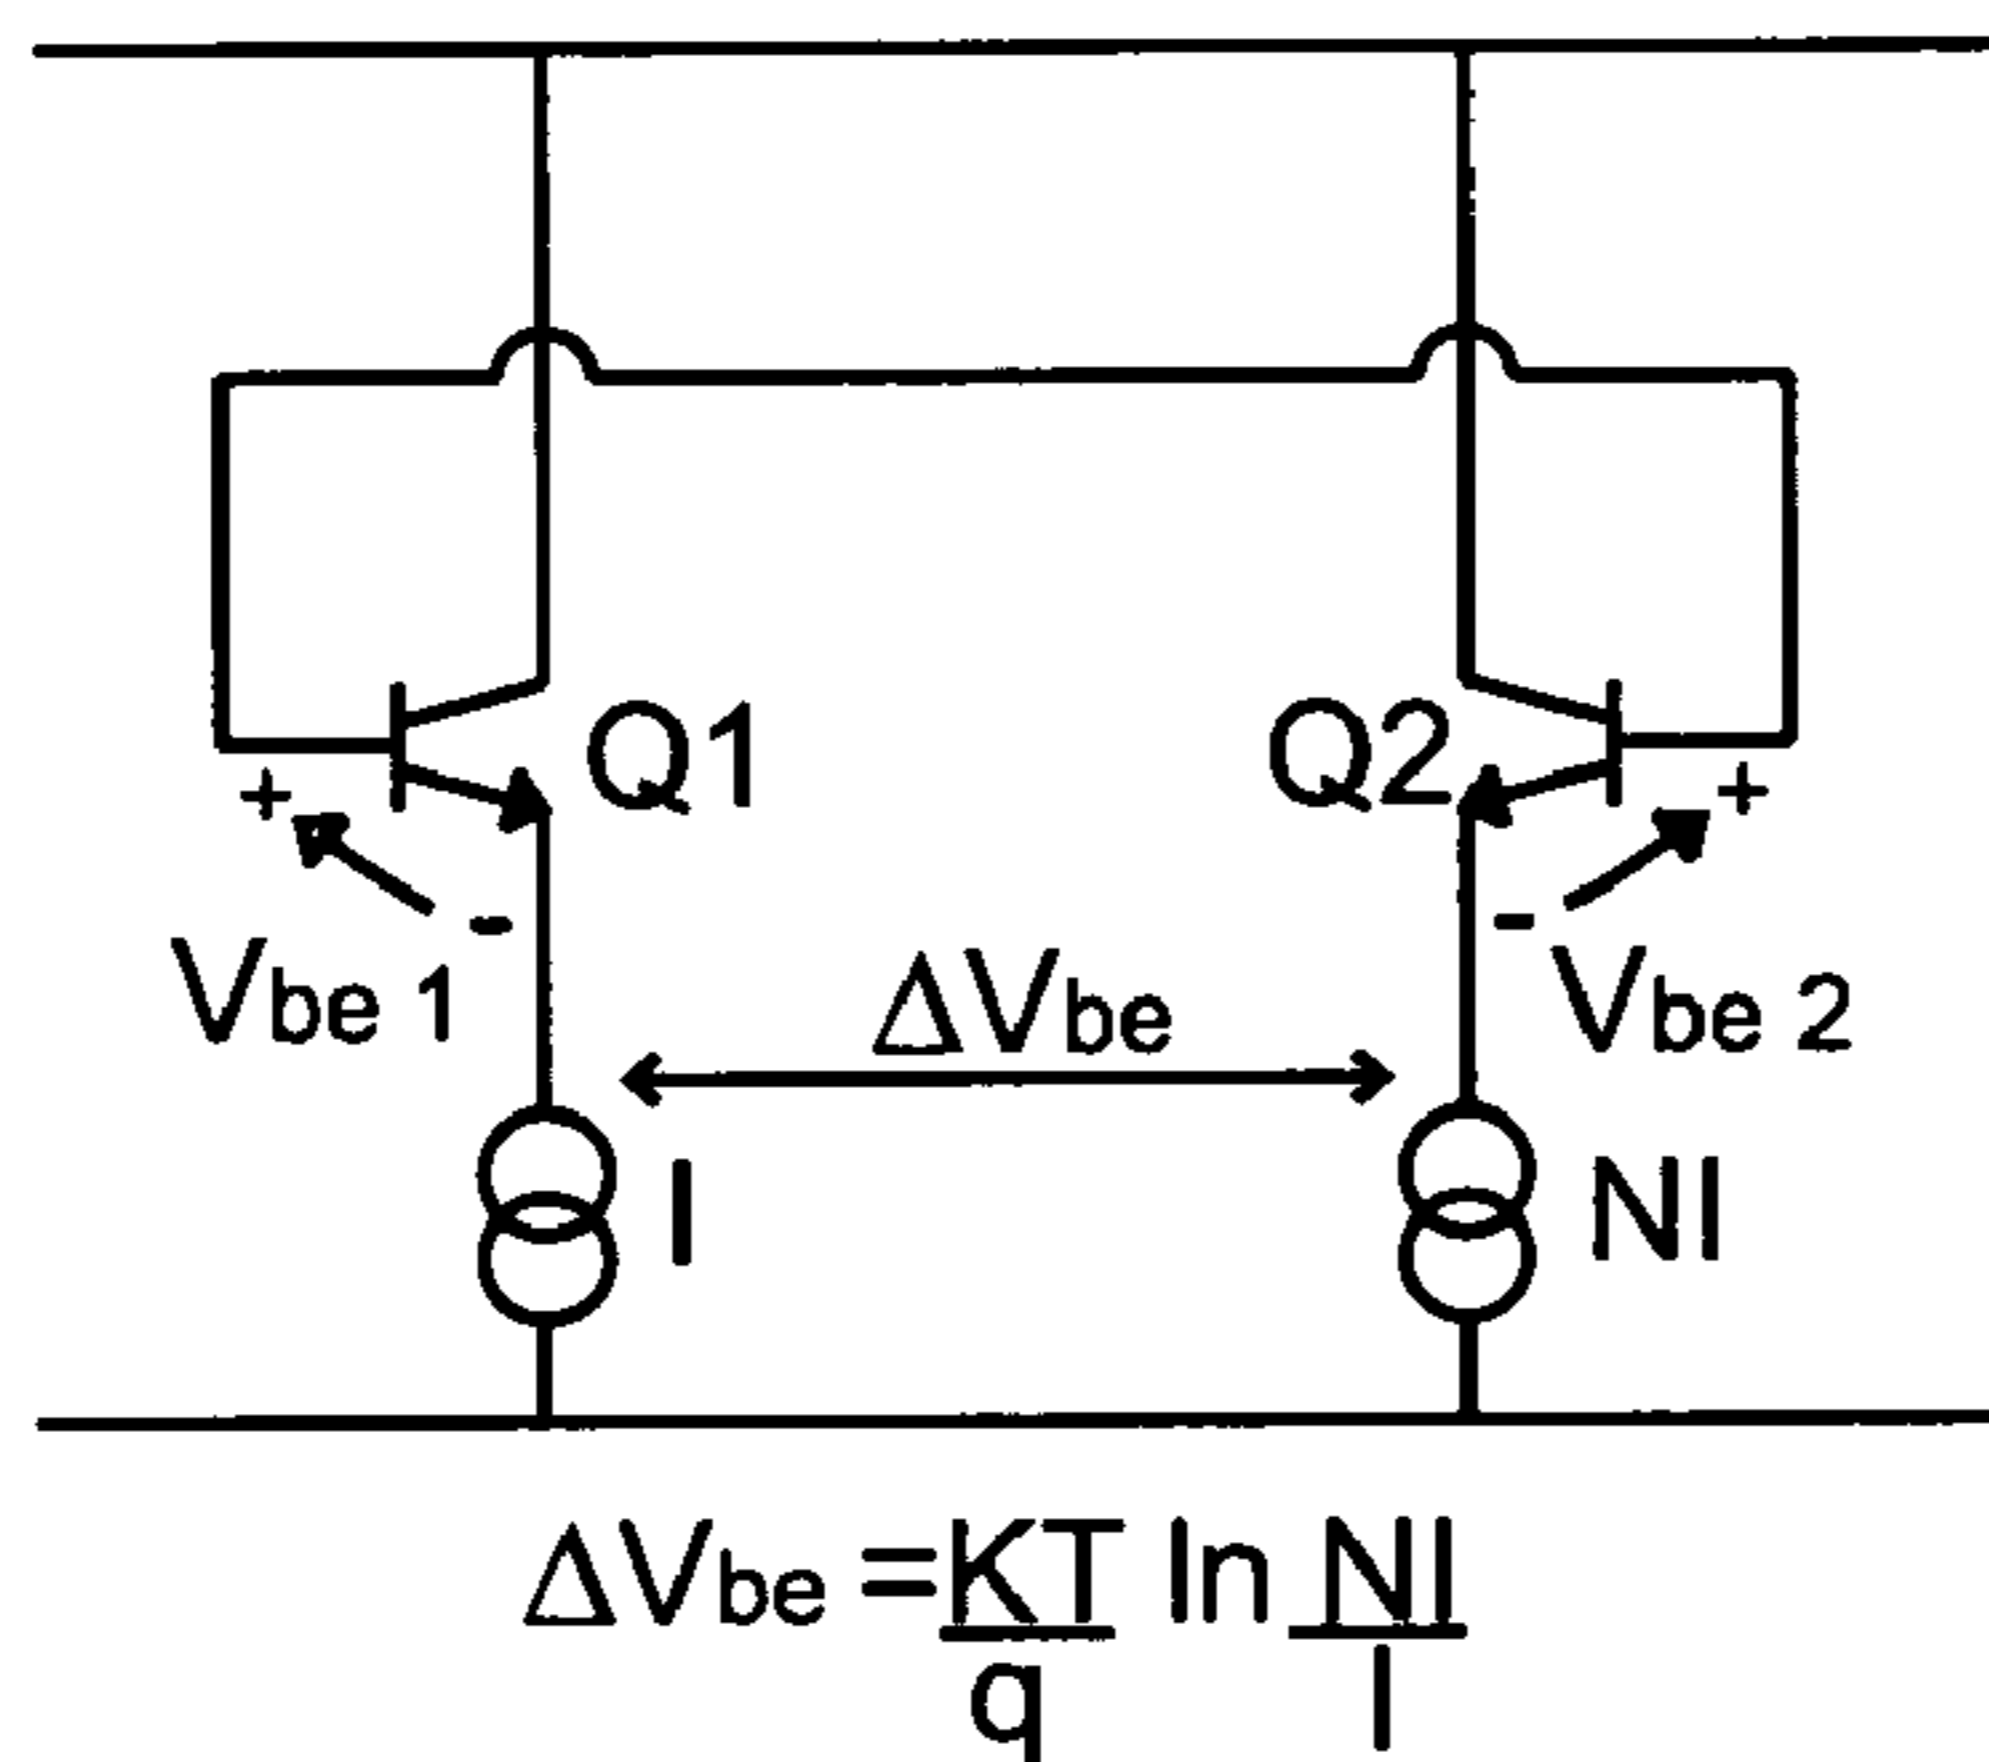 Q1 Q2
+ +
- -
Vbe 1 ΔVbe Vbe 2
I NI
ΔVbe = KT ln NI
q I